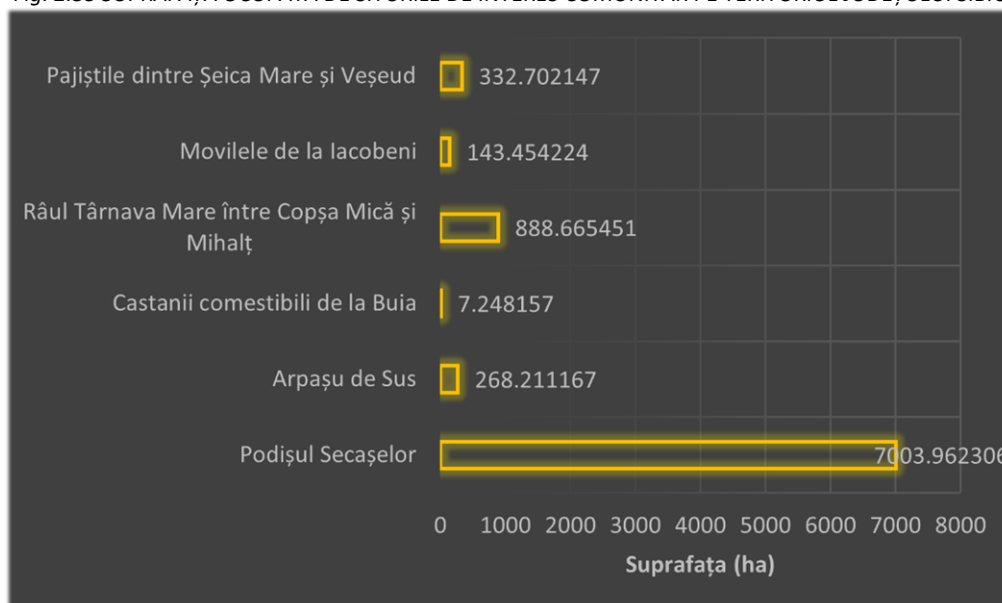 Pajiștile dintre Șeica Mare și Veșeud 332.702147
Movilele de la Iacobeni 143.454224
Râul Târnava Mare între Copșa Mică și
Mihalț 888.665451
Castanii comestibili de la Buia 7.248157
Arpașu de Sus 268.211167
Podișul Secașelor 7003.962306
0 1000 2000 3000 4000 5000 6000 7000 8000
Suprafața (ha)